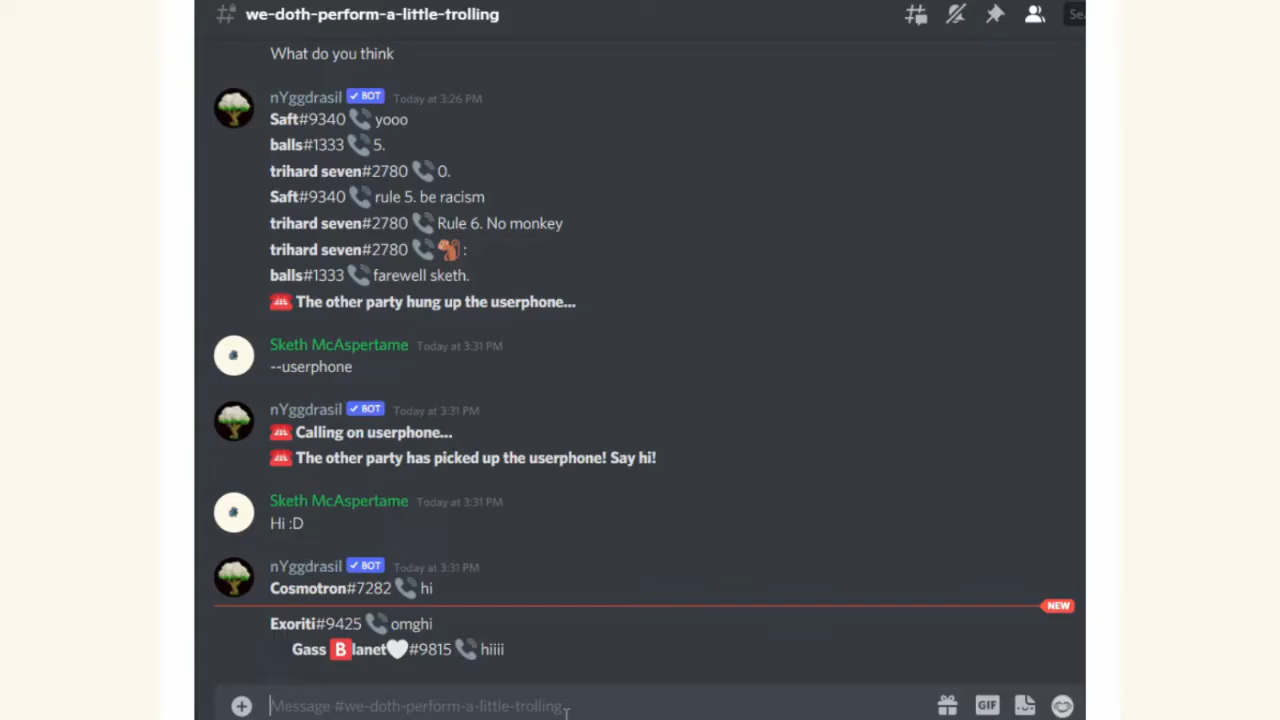 we-doth-perform-a-little-trolling
What do you think
nYggdrasil ✓ BOT Today at 3:26 PM
Saft#9340 📞 yooo
balls#1333 📞 5.
trihard seven#2780 📞 0.
Saft#9340 📞 rule 5. be racism
trihard seven#2780 📞 Rule 6. No monkey
trihard seven#2780 📞 🐒 :
balls#1333 📞 farewell sketh.
☎️ The other party hung up the userphone...
Sketh McAspertame Today at 3:31 PM
--userphone
nYggdrasil ✓ BOT Today at 3:31 PM
☎️ Calling on userphone...
☎️ The other party has picked up the userphone! Say hi!
Sketh McAspertame Today at 3:31 PM
Hi :D
nYggdrasil ✓ BOT Today at 3:31 PM
Cosmotron#7282 📞 hi
NEW
Exoriti#9425 📞 omghi
Gass 🅱lanet🤍#9815 📞 hiiii
Message #we-doth-perform-a-little-trolling
GIF